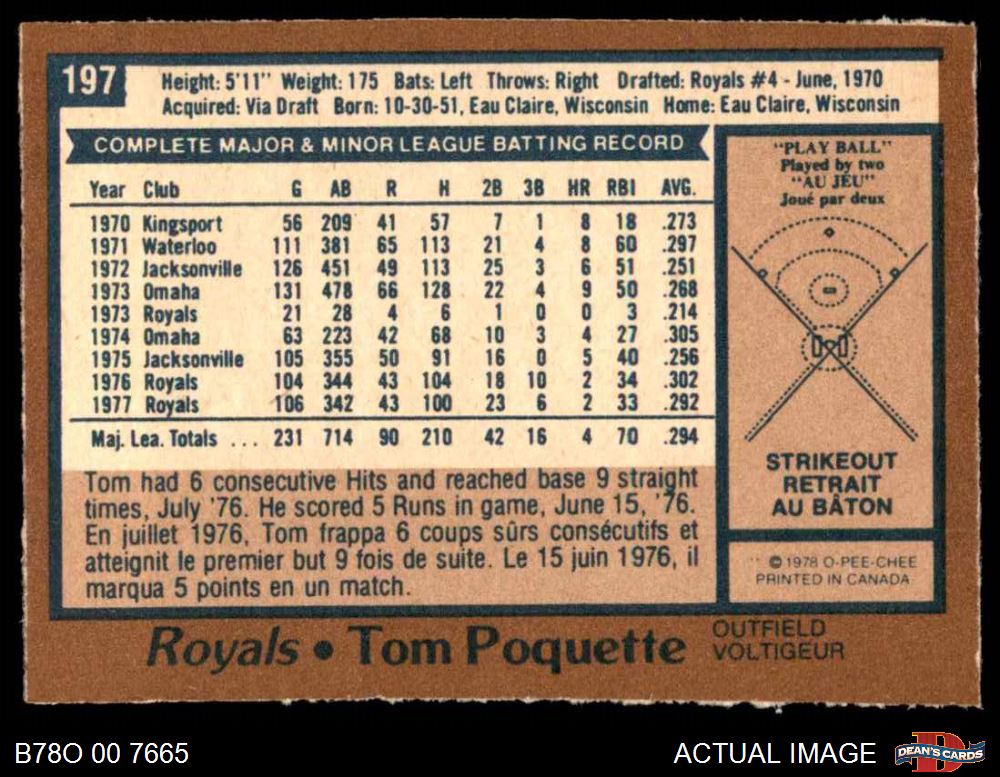 197
Height: 5'11" Weight: 175 Bats: Left Throws: Right Drafted: Royals #4 - June, 1970
Acquired: Via Draft Born: 10-30-51, Eau Claire, Wisconsin Home: Eau Claire, Wisconsin
COMPLETE MAJOR & MINOR LEAGUE BATTING RECORD
Year Club G AB R H 2B 3B HR RBI AVG.
1970 Kingsport 56 209 41 57 7 1 8 18 .273
1971 Waterloo 111 381 65 113 21 4 8 60 .297
1972 Jacksonville 126 451 49 113 25 3 6 51 .251
1973 Omaha 131 478 66 128 22 4 9 50 .268
1973 Royals 21 28 4 6 1 0 0 3 .214
1974 Omaha 63 223 42 68 10 3 4 27 .305
1975 Jacksonville 105 355 50 91 16 0 5 40 .256
1976 Royals 104 344 43 104 18 10 2 34 .302
1977 Royals 106 342 43 100 23 6 2 33 .292
Maj. Lea. Totals ... 231 714 90 210 42 16 4 70 .294
Tom had 6 consecutive Hits and reached base 9 straight
times, July '76. He scored 5 Runs in game, June 15, '76.
En juillet 1976, Tom frappa 6 coups sûrs consécutifs et
atteignit le premier but 9 fois de suite. Le 15 juin 1976, il
marqua 5 points en un match.
"PLAY BALL"
Played by two
"AU JEU"
Joué par deux
STRIKEOUT
RETRAIT
AU BÂTON
© 1978 O-PEE-CHEE
PRINTED IN CANADA
Royals • Tom Poquette
OUTFIELD
VOLTIGEUR
B78O 00 7665
ACTUAL IMAGE
DEAN'S CARDS